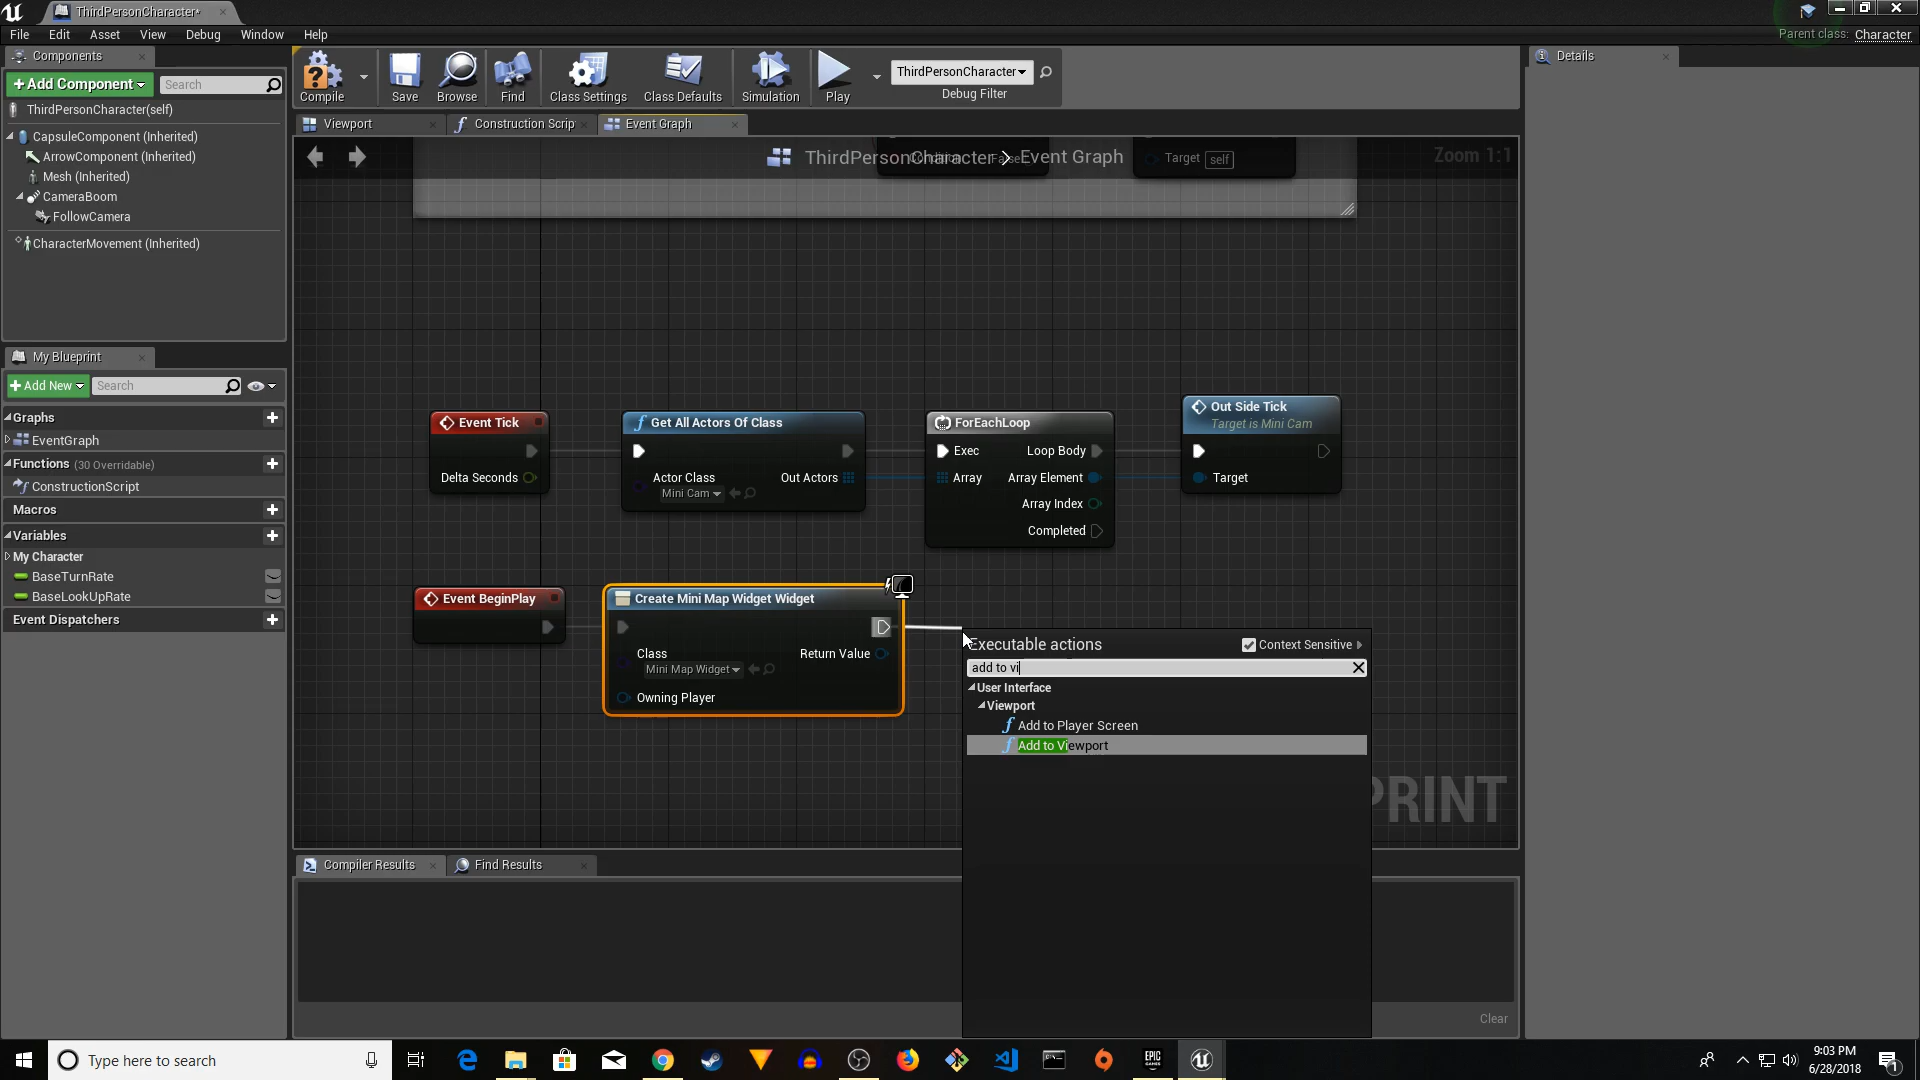 ThirdPersonCharacter*
File Edit Asset View Debug Window Help
Parent class: Character
Components
+Add Component
Search
ThirdPersonCharacter(self)
CapsuleComponent (Inherited)
ArrowComponent (Inherited)
Mesh (Inherited)
CameraBoom
FollowCamera
CharacterMovement (Inherited)
Compile
Save
Browse
Find
Class Settings
Class Defaults
Simulation
Play
ThirdPersonCharacter
Debug Filter
Details
Viewport
Construction Scrip
Event Graph
ThirdPersonCharacter > Event Graph
Zoom 1:1
Condition
False
Target self
My Blueprint
+Add New
Search
Graphs
EventGraph
Functions (30 Overridable)
ConstructionScript
Macros
Variables
My Character
BaseTurnRate
BaseLookUpRate
Event Dispatchers
Event Tick
Delta Seconds
Get All Actors Of Class
Actor Class
Mini Cam
Out Actors
ForEachLoop
Exec
Loop Body
Array
Array Element
Array Index
Completed
Out Side Tick
Target is Mini Cam
Target
Event BeginPlay
Create Mini Map Widget Widget
Class
Mini Map Widget
Return Value
Owning Player
Executable actions
Context Sensitive
add to vi
User Interface
Viewport
Add to Player Screen
Add to Viewport
PRINT
Compiler Results
Find Results
Clear
Type here to search
EPIC
GAMES
9:03 PM
6/28/2018
1